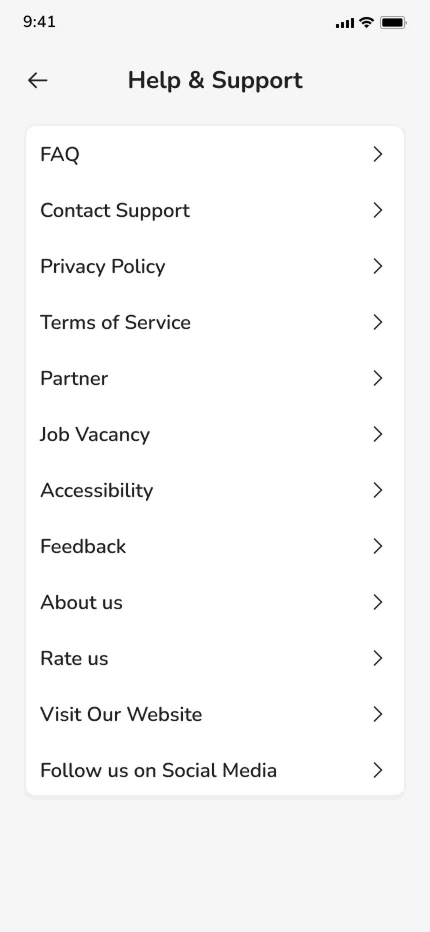 9:41
Help & Support
FAQ
Contact Support
Privacy Policy
Terms of Service
Partner
Job Vacancy
Accessibility
Feedback
About us
Rate us
Visit Our Website
Follow us on Social Media